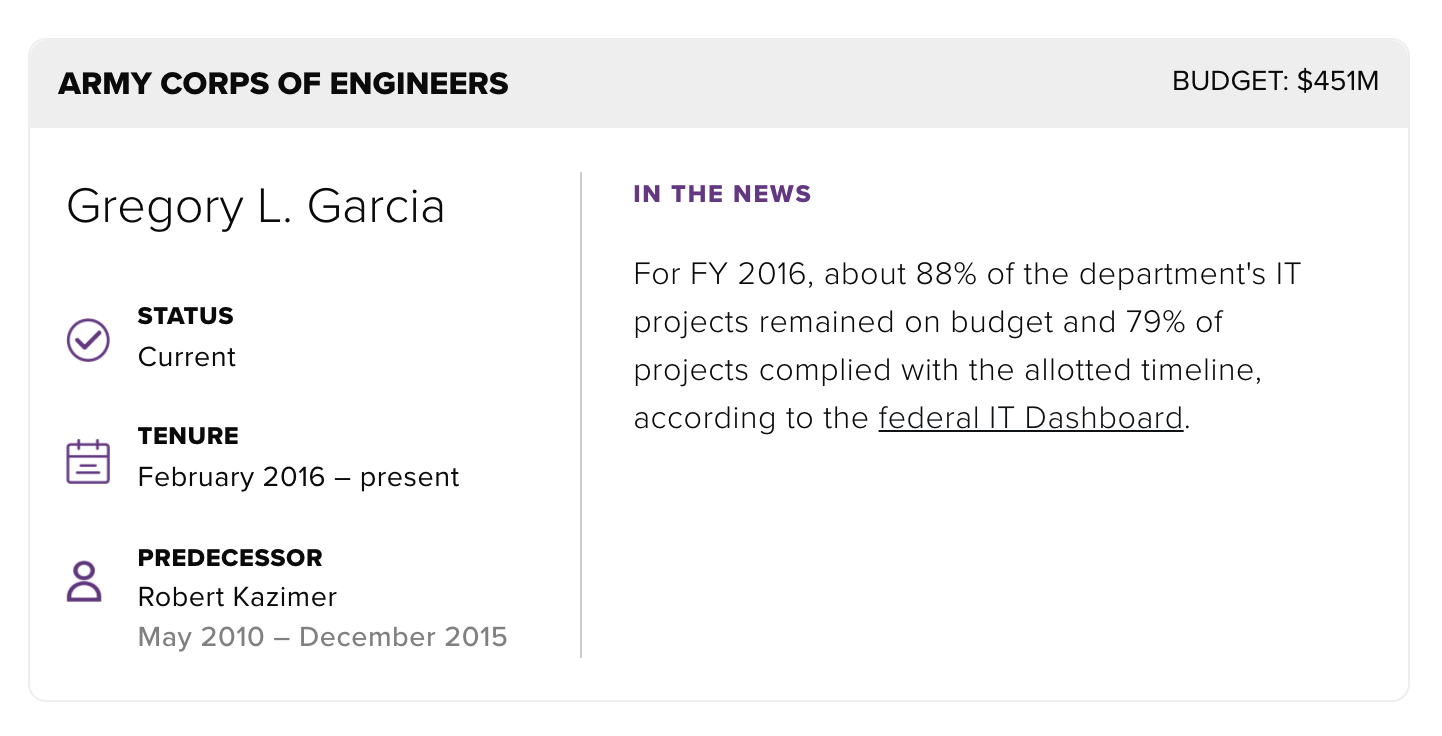 ARMY CORPS OF ENGINEERS
BUDGET: $451M
Gregory L. Garcia
STATUS
Current
TENURE
February 2016 – present
PREDECESSOR
Robert Kazimer
May 2010 – December 2015
IN THE NEWS
For FY 2016, about 88% of the department's IT
projects remained on budget and 79% of
projects complied with the allotted timeline,
according to the federal IT Dashboard.